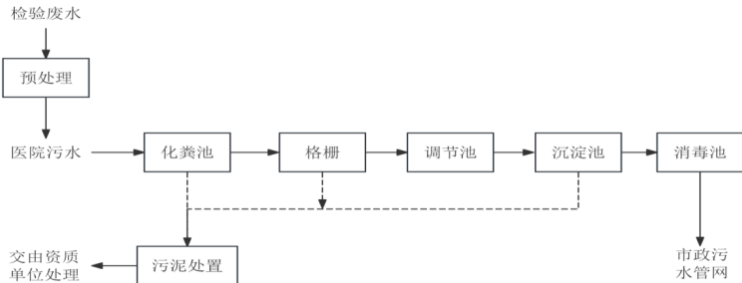 检验废水
预处理
医院污水
化粪池
格栅
调节池
沉淀池
消毒池
交由资质
单位处理
污泥处置
市政污
水管网